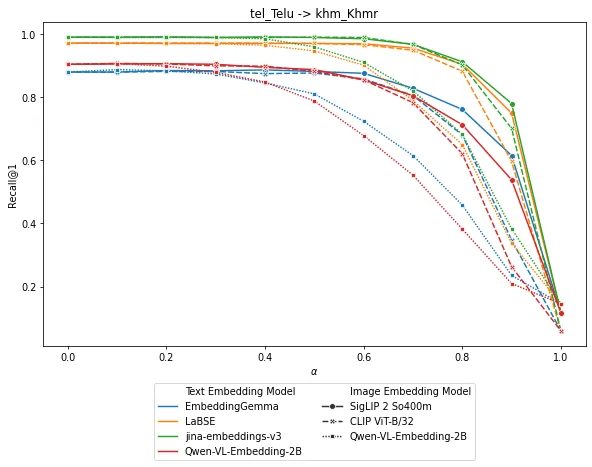 tel_Telu -> khm_Khmr
1.0
0.8
0.6
0.4
0.2
Recall@1
0.0 0.2 0.4 0.6 0.8 1.0
α
Text Embedding Model Image Embedding Model
EmbeddingGemma SigLIP 2 So400m
LaBSE CLIP ViT-B/32
jina-embeddings-v3 Qwen-VL-Embedding-2B
Qwen-VL-Embedding-2B